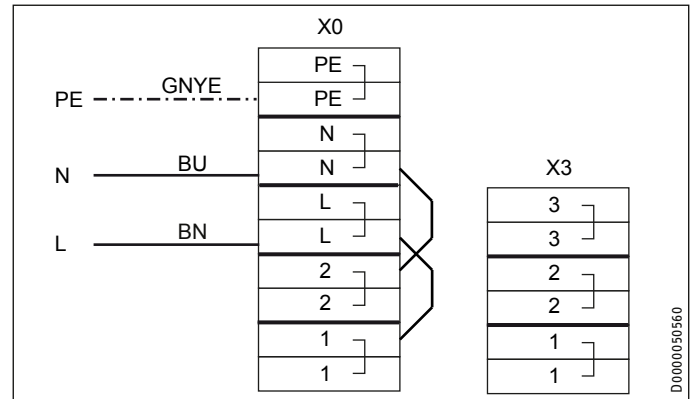 X0
PE
PE GNYE PE
N
N BU N X3
L 3
L BN L 3
2 2
2 2
1 1
1 1
D0000050560